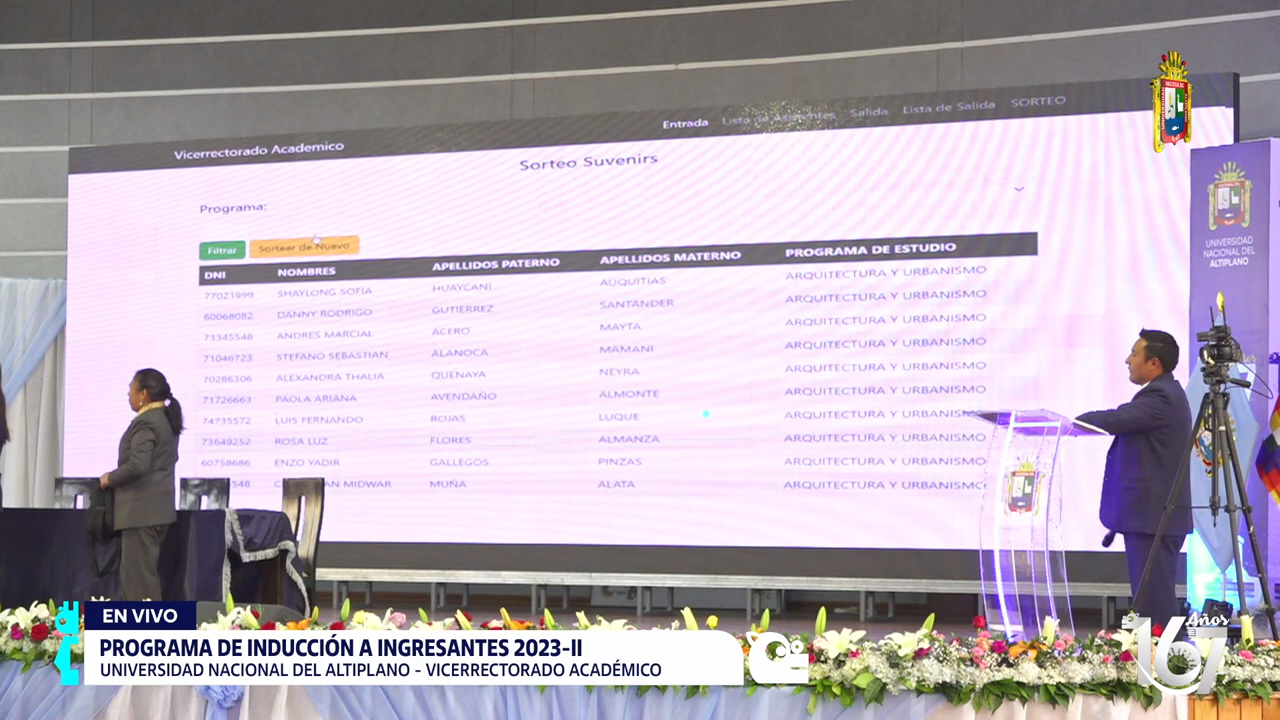 Vicerrectorado Academico
Entrada Lista de Asistentes Salida Lista de Salida SORTEO
Sorteo Suvenirs
Programa:
Filtrar Sortear de Nuevo
DNI NOMBRES APELLIDOS PATERNO APELLIDOS MATERNO PROGRAMA DE ESTUDIO
77021999 SHAYLONG SOFIA HUAYCANI AUQUITIAS ARQUITECTURA Y URBANISMO
60068082 DANNY RODRIGO GUTIERREZ SANTANDER ARQUITECTURA Y URBANISMO
73345548 ANDRES MARCIAL ACERO MAYTA ARQUITECTURA Y URBANISMO
71046723 STEFANO SEBASTIAN ALANOCA MAMANI ARQUITECTURA Y URBANISMO
70286306 ALEXANDRA THALIA QUENAYA NEYRA ARQUITECTURA Y URBANISMO
71726663 PAOLA ARIANA AVENDAÑO ALMONTE ARQUITECTURA Y URBANISMO
74735572 LUIS FERNANDO ROJAS LUQUE ARQUITECTURA Y URBANISMO
73649252 ROSA LUZ FLORES ALMANZA ARQUITECTURA Y URBANISMO
60758686 ENZO YADIR GALLEGOS PINZAS ARQUITECTURA Y URBANISMO
548 MIDWAR MUÑA ALATA ARQUITECTURA Y URBANISMO
UNIVERSIDAD
NACIONAL DEL
ALTIPLANO
EN VIVO
PROGRAMA DE INDUCCIÓN A INGRESANTES 2023-II
UNIVERSIDAD NACIONAL DEL ALTIPLANO - VICERRECTORADO ACADÉMICO
167 Años